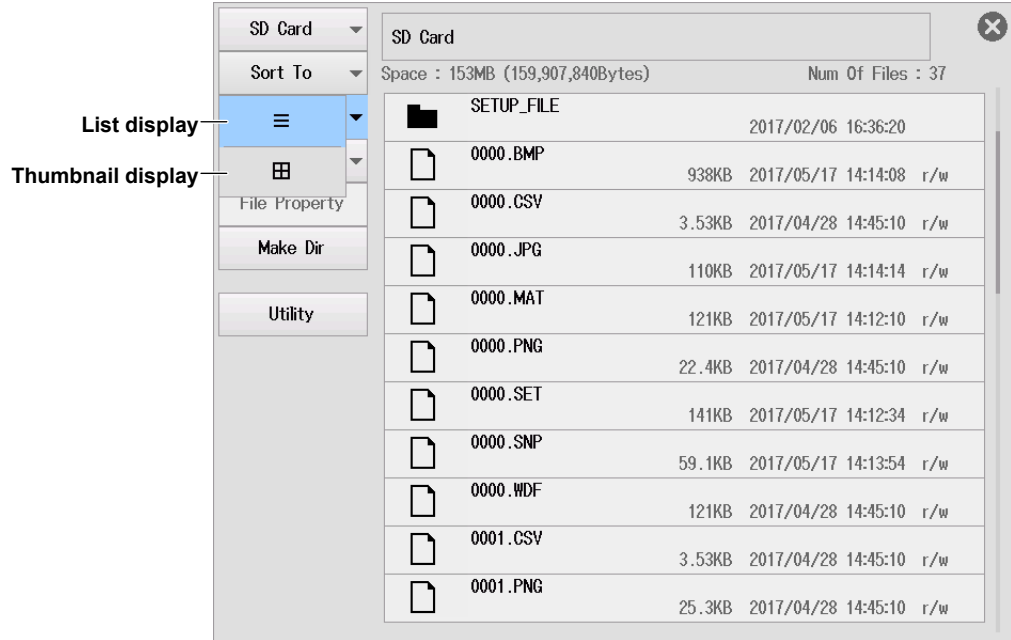 SD Card
SD Card
Sort To
Space : 153MB (159,907,840Bytes) Num Of Files : 37
List display
Thumbnail display
File Property
Make Dir
Utility
SETUP_FILE
2017/02/06 16:36:20
0000.BMP
938KB 2017/05/17 14:14:08 r/w
0000.CSV
3.53KB 2017/04/28 14:45:10 r/w
0000.JPG
110KB 2017/05/17 14:14:14 r/w
0000.MAT
121KB 2017/05/17 14:12:10 r/w
0000.PNG
22.4KB 2017/04/28 14:45:10 r/w
0000.SET
141KB 2017/05/17 14:12:34 r/w
0000.SNP
59.1KB 2017/05/17 14:13:54 r/w
0000.WDF
121KB 2017/04/28 14:45:10 r/w
0001.CSV
3.53KB 2017/04/28 14:45:10 r/w
0001.PNG
25.3KB 2017/04/28 14:45:10 r/w